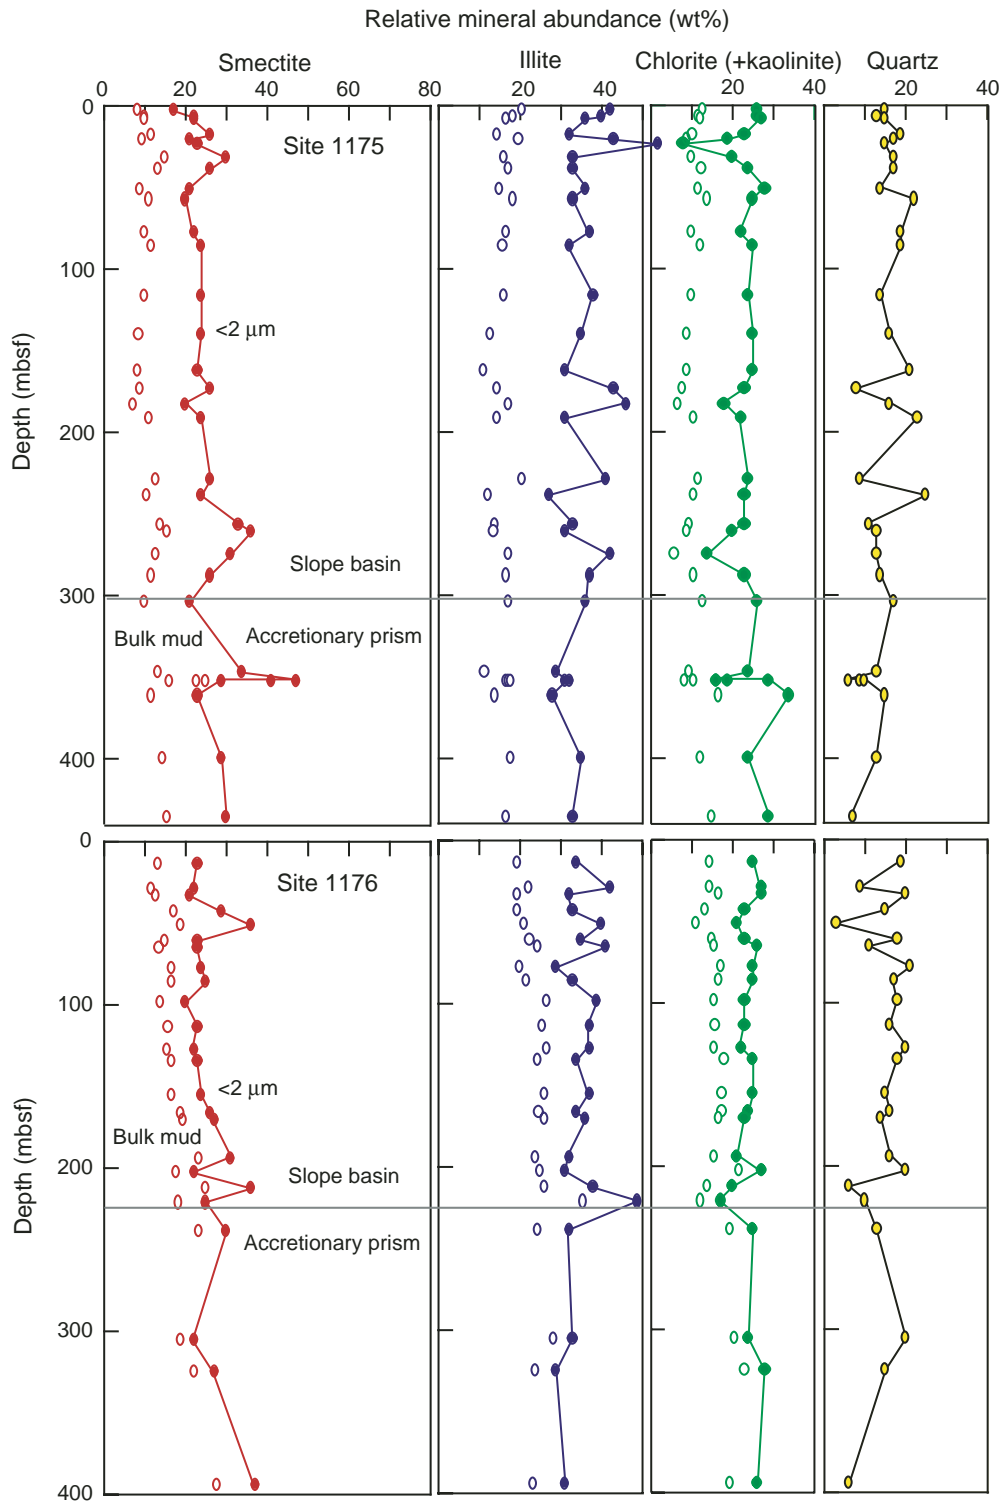 Relative mineral abundance (wt%)
Smectite
Illite
Chlorite (+kaolinite)
Quartz
0 20 40 60 80 20 40 20 40 20 40
0
Site 1175
100
<2 μm
Depth (mbsf)
200
Slope basin
300
Bulk mud
Accretionary prism
400
0
Site 1176
100
<2 μm
Bulk mud
Depth (mbsf)
200
Slope basin
Accretionary prism
300
400